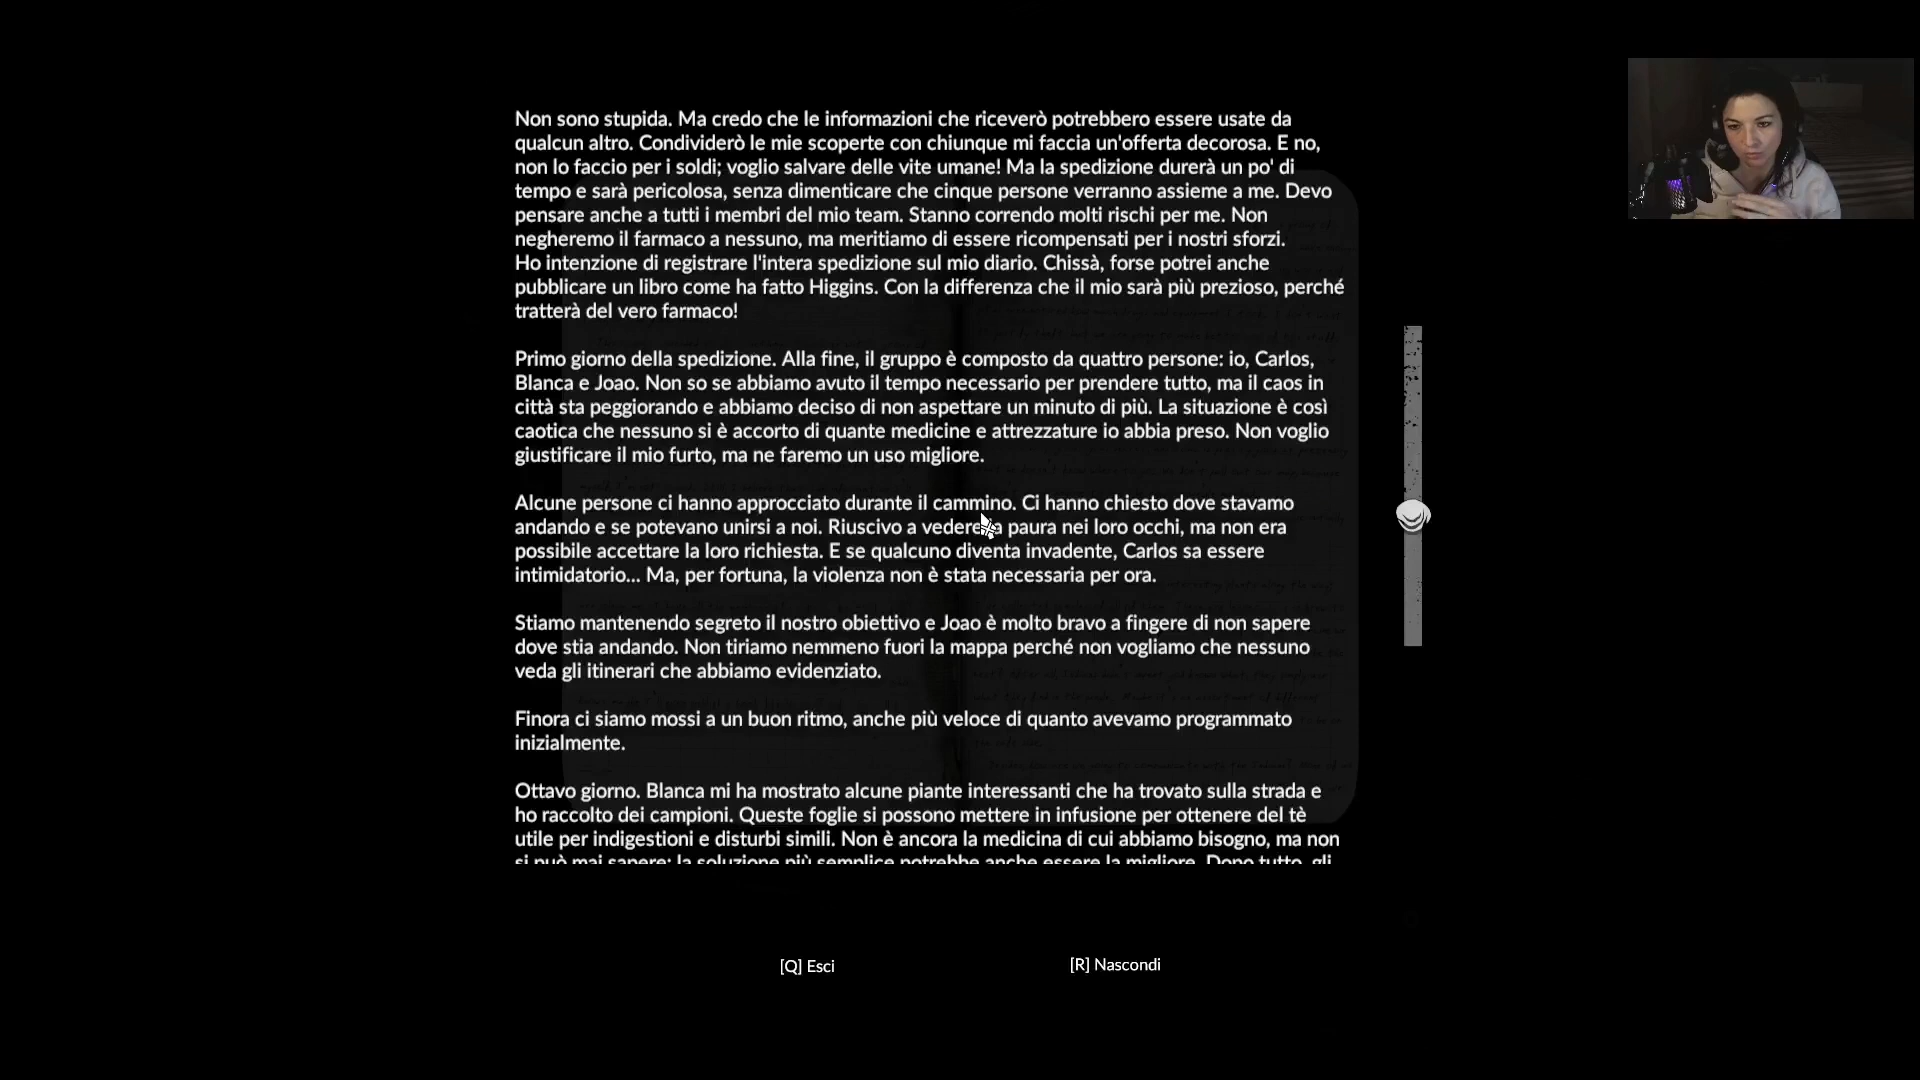 Non sono stupida. Ma credo che le informazioni che riceverò potrebbero essere usate da
qualcun altro. Condividerò le mie scoperte con chiunque mi faccia un'offerta decorosa. E no,
non lo faccio per i soldi; voglio salvare delle vite umane! Ma la spedizione durerà un po' di
tempo e sarà pericolosa, senza dimenticare che cinque persone verranno assieme a me. Devo
pensare anche a tutti i membri del mio team. Stanno correndo molti rischi per me. Non
negheremo il farmaco a nessuno, ma meritiamo di essere ricompensati per i nostri sforzi.
Ho intenzione di registrare l'intera spedizione sul mio diario. Chissà, forse potrei anche
pubblicare un libro come ha fatto Higgins. Con la differenza che il mio sarà più prezioso, perché
tratterà del vero farmaco!
Primo giorno della spedizione. Alla fine, il gruppo è composto da quattro persone: io, Carlos,
Blanca e Joao. Non so se abbiamo avuto il tempo necessario per prendere tutto, ma il caos in
città sta peggiorando e abbiamo deciso di non aspettare un minuto di più. La situazione è così
caotica che nessuno si è accorto di quante medicine e attrezzature io abbia preso. Non voglio
giustificare il mio furto, ma ne faremo un uso migliore.
Alcune persone ci hanno approcciato durante il cammino. Ci hanno chiesto dove stavamo
andando e se potevano unirsi a noi. Riuscivo a vedere la paura nei loro occhi, ma non era
possibile accettare la loro richiesta. E se qualcuno diventa invadente, Carlos sa essere
intimidatorio... Ma, per fortuna, la violenza non è stata necessaria per ora.
Stiamo mantenendo segreto il nostro obiettivo e Joao è molto bravo a fingere di non sapere
dove stia andando. Non tiriamo nemmeno fuori la mappa perché non vogliamo che nessuno
veda gli itinerari che abbiamo evidenziato.
Finora ci siamo mossi a un buon ritmo, anche più veloce di quanto avevamo programmato
inizialmente.
Ottavo giorno. Blanca mi ha mostrato alcune piante interessanti che ha trovato sulla strada e
ho raccolto dei campioni. Queste foglie si possono mettere in infusione per ottenere del tè
utile per indigestioni e disturbi simili. Non è ancora la medicina di cui abbiamo bisogno, ma non
si può mai sapere: la soluzione più semplice potrebbe anche essere la migliore. Dopo tutto, gli
[Q] Esci
[R] Nascondi